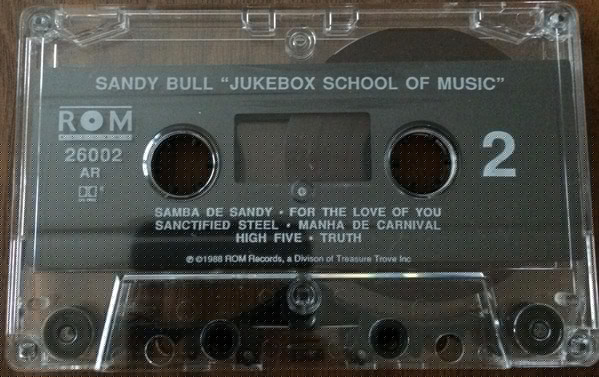 SANDY BULL “JUKEBOX SCHOOL OF MUSIC”
ROM
RECORDS
26002
AR
2
SAMBA DE SANDY • FOR THE LOVE OF YOU
SANCTIFIED STEEL • MANHA DE CARNIVAL
HIGH FIVE • TRUTH
℗ ©1988 ROM Records, a Divison of Treasure Trove Inc